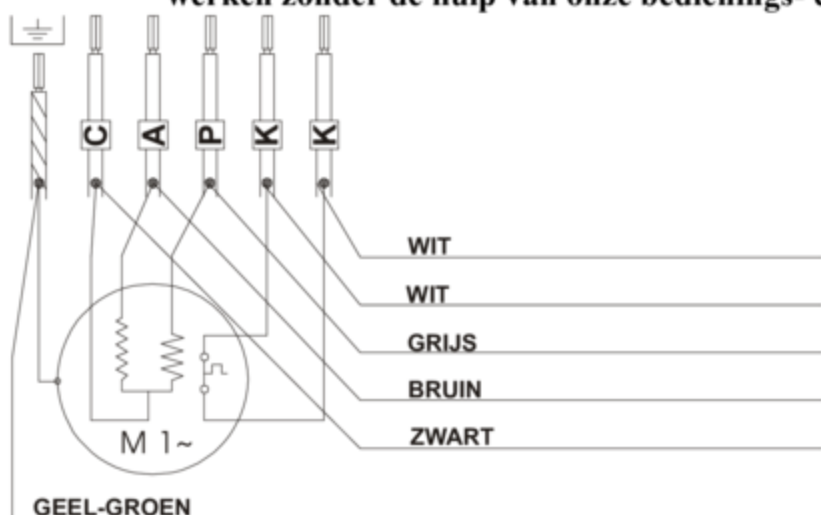 werken zonder de hulp van onze bedienings-
C A P K K
WIT
WIT
GRIJS
BRUIN
ZWART
M 1~
GEEL-GROEN